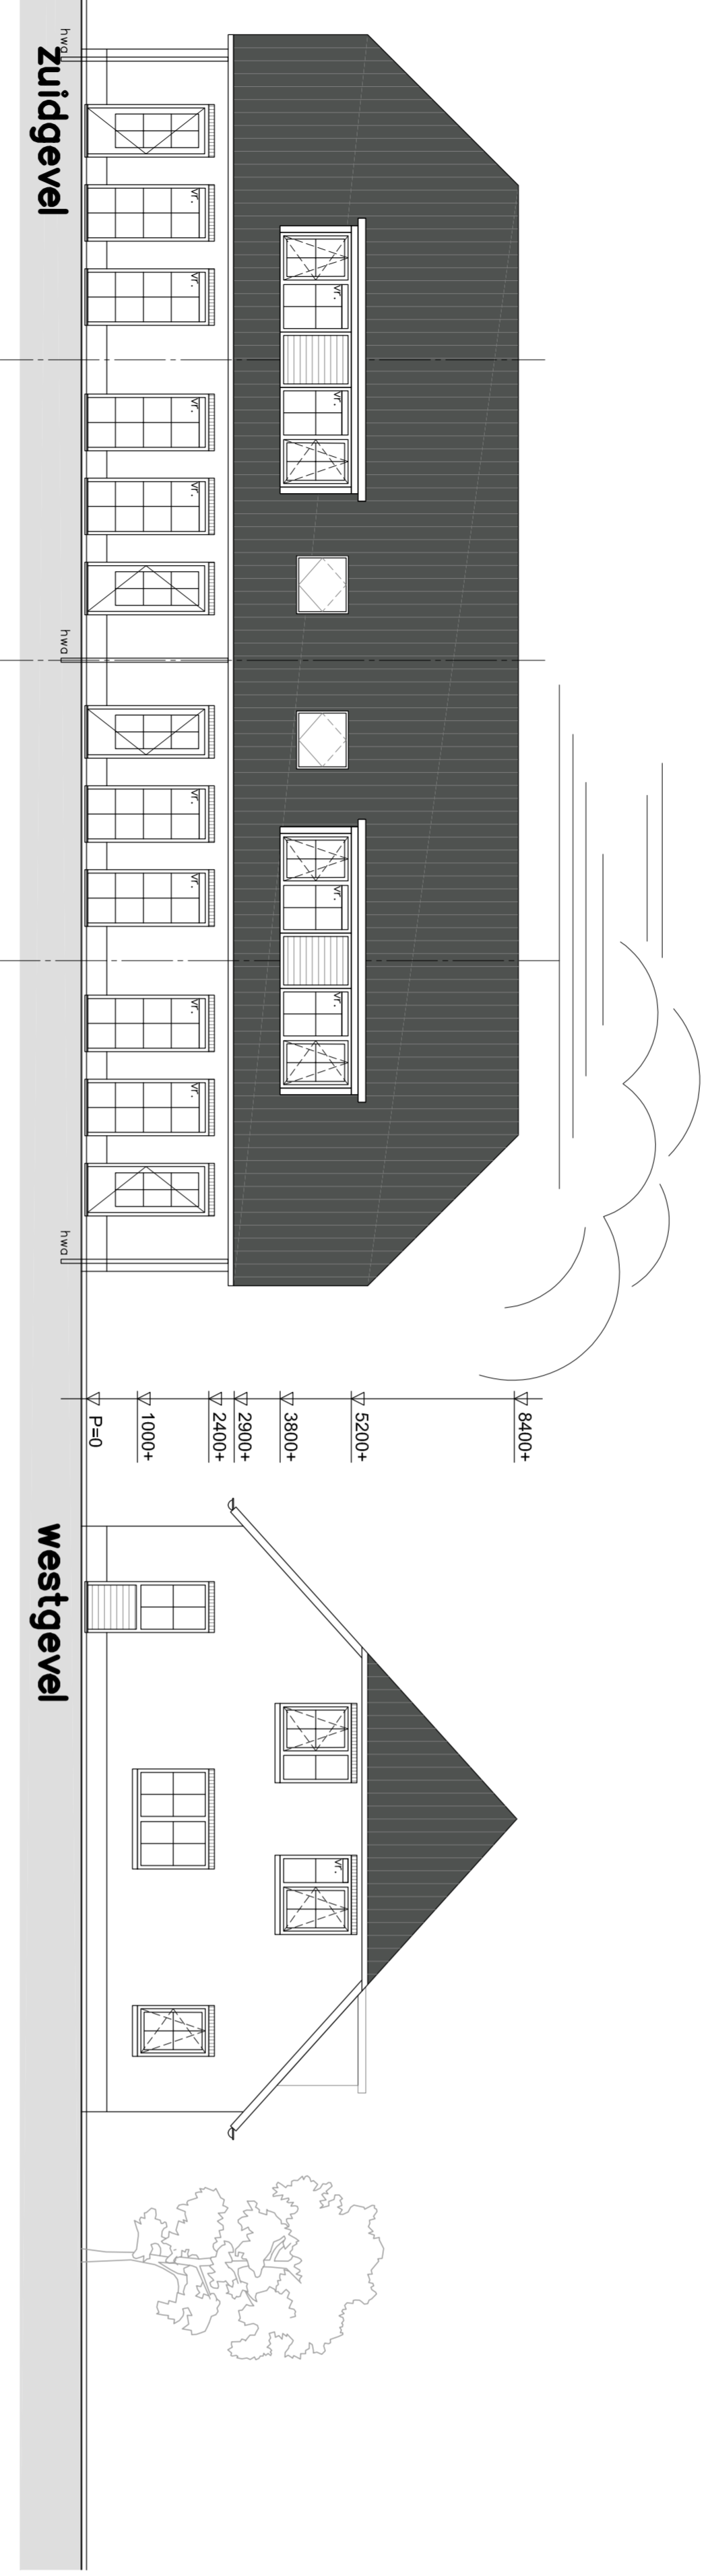 8400+
5200+
3800+
2900+
2400+
1000+
P=0
vr.
vr.
vr.
vr.
vr.
vr.
vr.
vr.
vr.
vr.
vr.
vr.
vr.
hwa
hwa
hwa
zuidgevel
westgevel